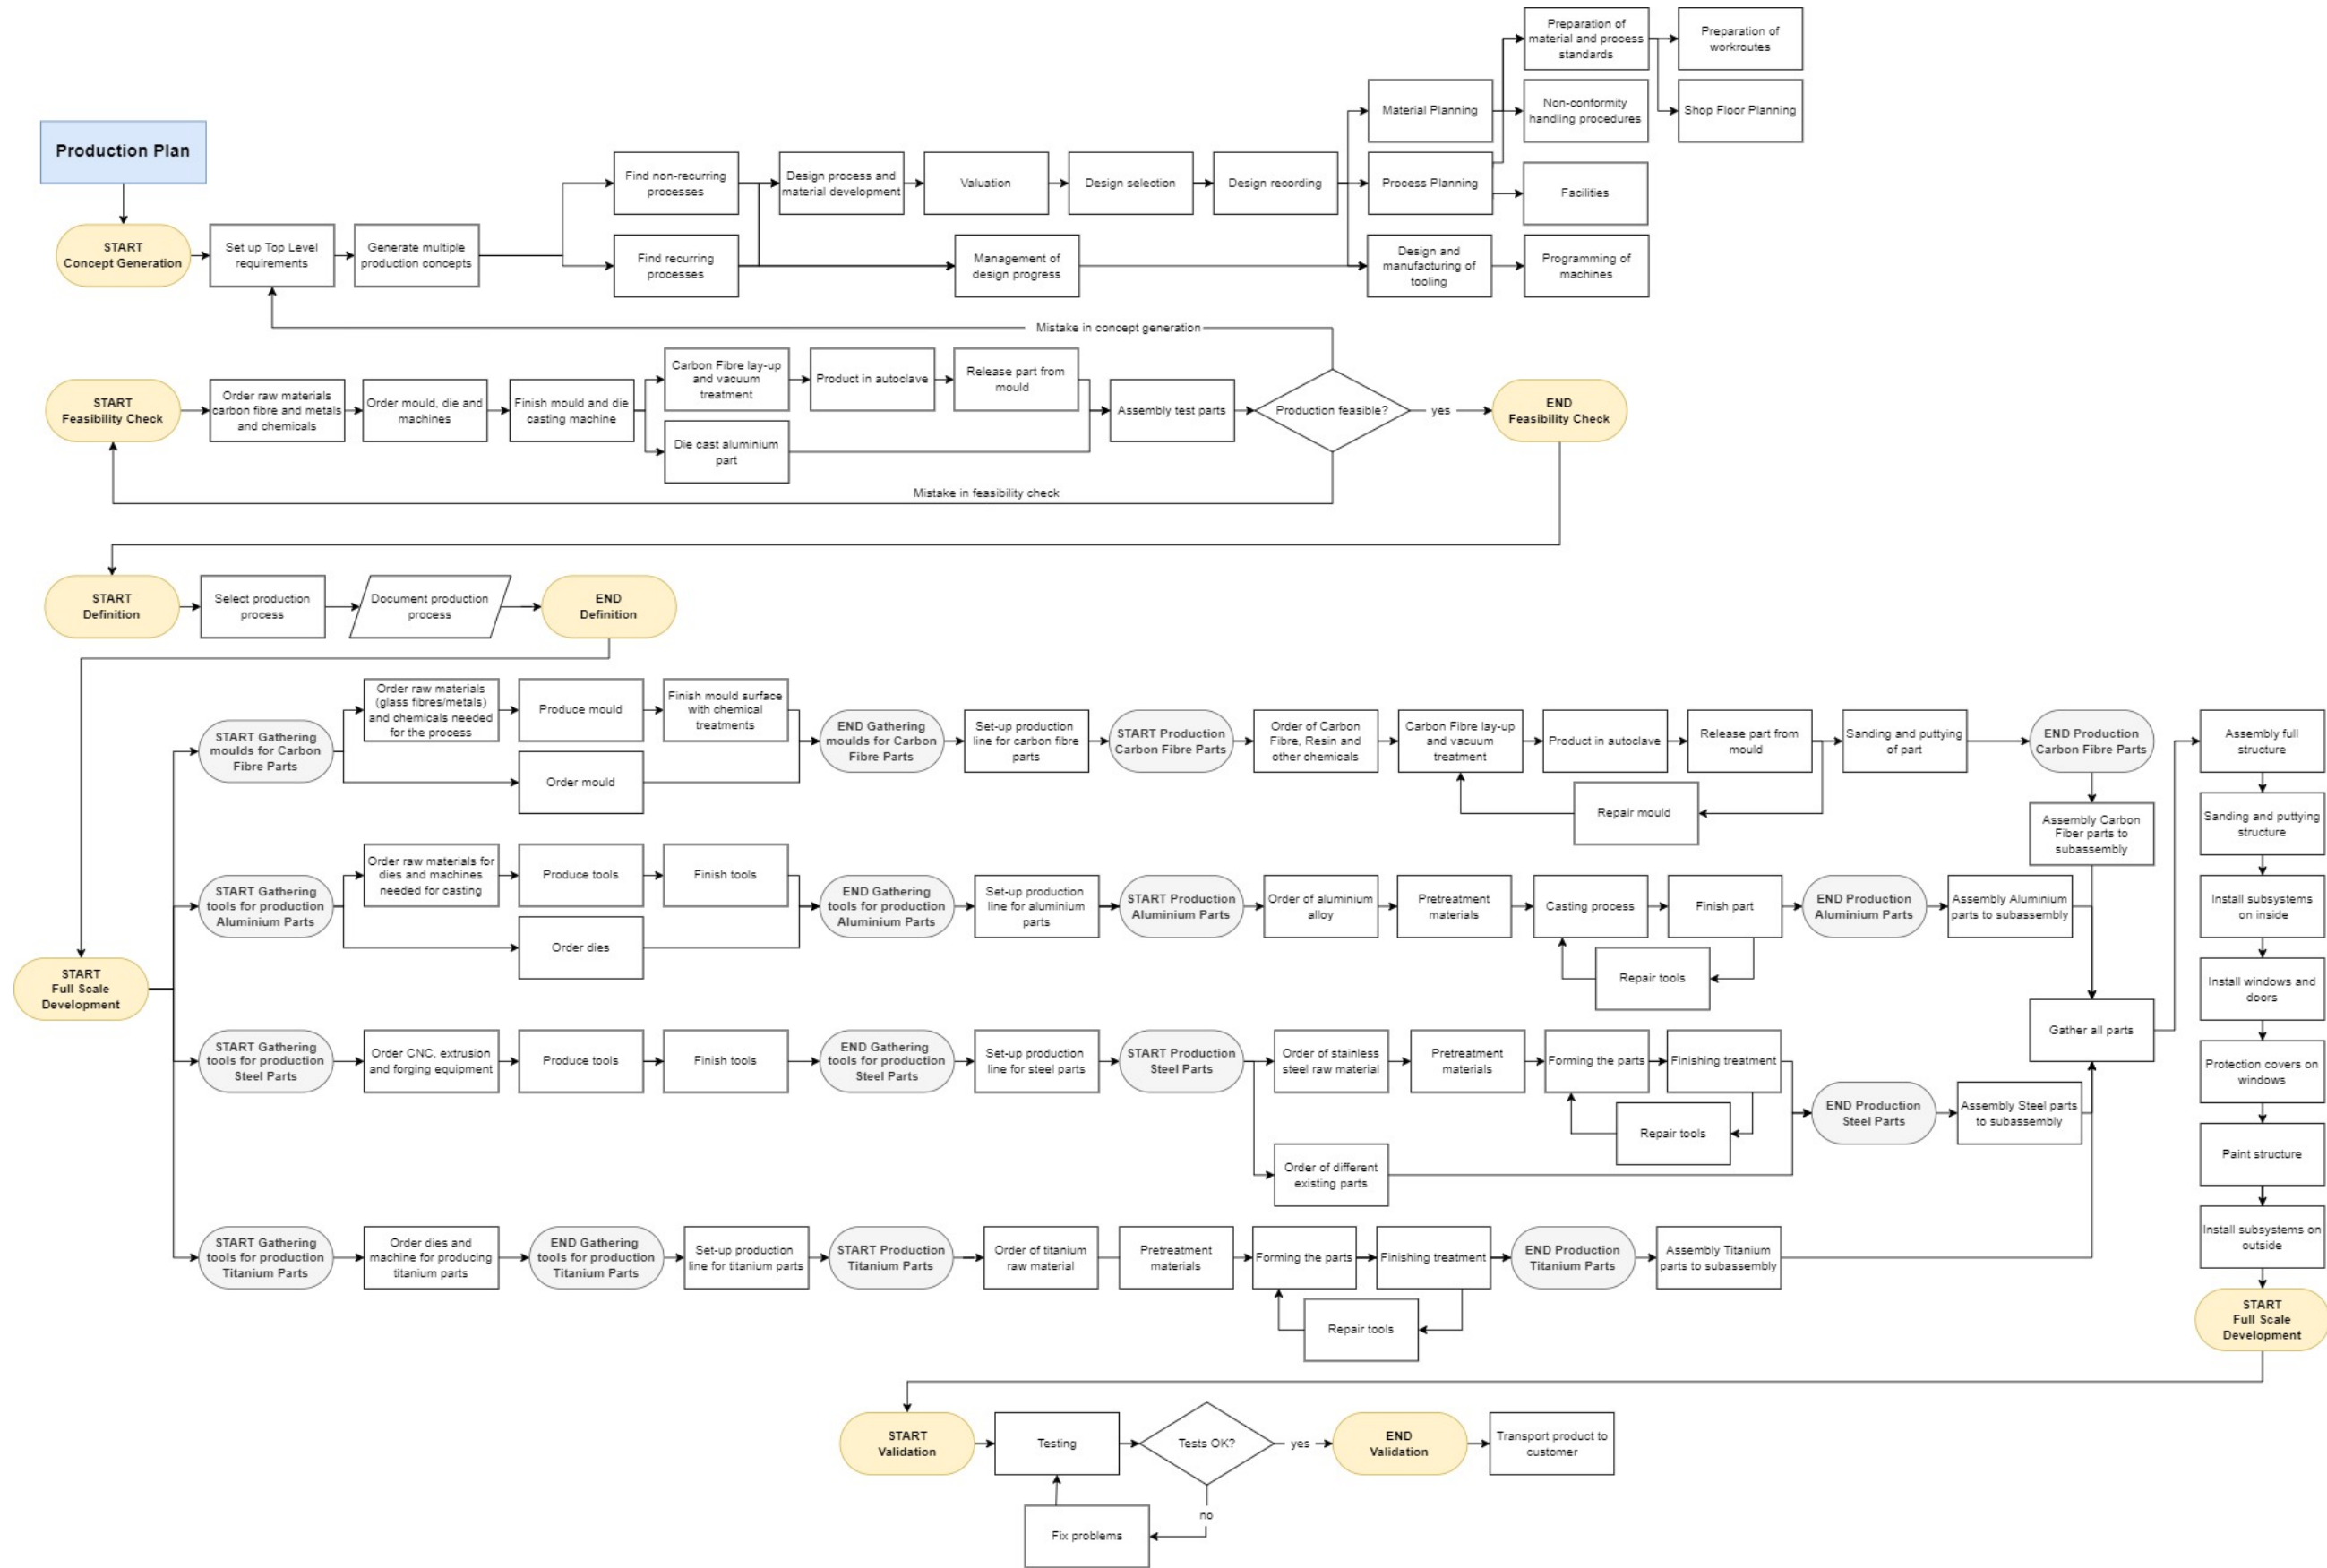 Production Plan
START
Concept Generation
Set up Top Level
requirements
Generate multiple
production concepts
Find non-recurring
processes
Find recurring
processes
Design process and
material development
Valuation
Design selection
Design recording
Management of
design progress
Material Planning
Process Planning
Design and
manufacturing of
tooling
Preparation of
material and process
standards
Non-conformity
handling procedures
Facilities
Programming of
machines
Preparation of
workroutes
Shop Floor Planning
Mistake in concept generation
START
Feasibility Check
Order raw materials
carbon fibre and metals
and chemicals
Order mould, die and
machines
Finish mould and die
casting machine
Carbon Fibre lay-up
and vacuum
treatment
Product in autoclave
Release part from
mould
Die cast aluminium
part
Assembly test parts
Production feasible?
yes
END
Feasibility Check
Mistake in feasibility check
START
Definition
Select production
process
Document production
process
END
Definition
START
Full Scale
Development
START Gathering
moulds for Carbon
Fibre Parts
Order raw materials
(glass fibres/metals)
and chemicals needed
for the process
Produce mould
Finish mould surface
with chemical
treatments
Order mould
END Gathering
moulds for Carbon
Fibre Parts
Set-up production
line for carbon fibre
parts
START Production
Carbon Fibre Parts
Order of Carbon
Fibre, Resin and
other chemicals
Carbon Fibre lay-up
and vacuum
treatment
Product in autoclave
Release part from
mould
Repair mould
Sanding and puttying
of part
END Production
Carbon Fibre Parts
Assembly Carbon
Fiber parts to
subassembly
START Gathering
tools for production
Aluminium Parts
Order raw materials for
dies and machines
needed for casting
Produce tools
Finish tools
Order dies
END Gathering
tools for production
Aluminium Parts
Set-up production
line for aluminium
parts
START Production
Aluminium Parts
Order of aluminium
alloy
Pretreatment
materials
Casting process
Finish part
Repair tools
END Production
Aluminium Parts
Assembly Aluminium
parts to subassembly
START Gathering
tools for production
Steel Parts
Order CNC, extrusion
and forging equipment
Produce tools
Finish tools
END Gathering
tools for production
Steel Parts
Set-up production
line for steel parts
START Production
Steel Parts
Order of stainless
steel raw material
Pretreatment
materials
Forming the parts
Finishing treatment
Repair tools
Order of different
existing parts
END Production
Steel Parts
Assembly Steel parts
to subassembly
START Gathering
tools for production
Titanium Parts
Order dies and
machine for producing
titanium parts
END Gathering
tools for production
Titanium Parts
Set-up production
line for titanium parts
START Production
Titanium Parts
Order of titanium
raw material
Pretreatment
materials
Forming the parts
Finishing treatment
Repair tools
END Production
Titanium Parts
Assembly Titanium
parts to subassembly
Gather all parts
Assembly full
structure
Sanding and puttying
structure
Install subsystems
on inside
Install windows and
doors
Protection covers on
windows
Paint structure
Install subsystems on
outside
START
Full Scale
Development
START
Validation
Testing
Tests OK?
yes
END
Validation
Transport product to
customer
no
Fix problems